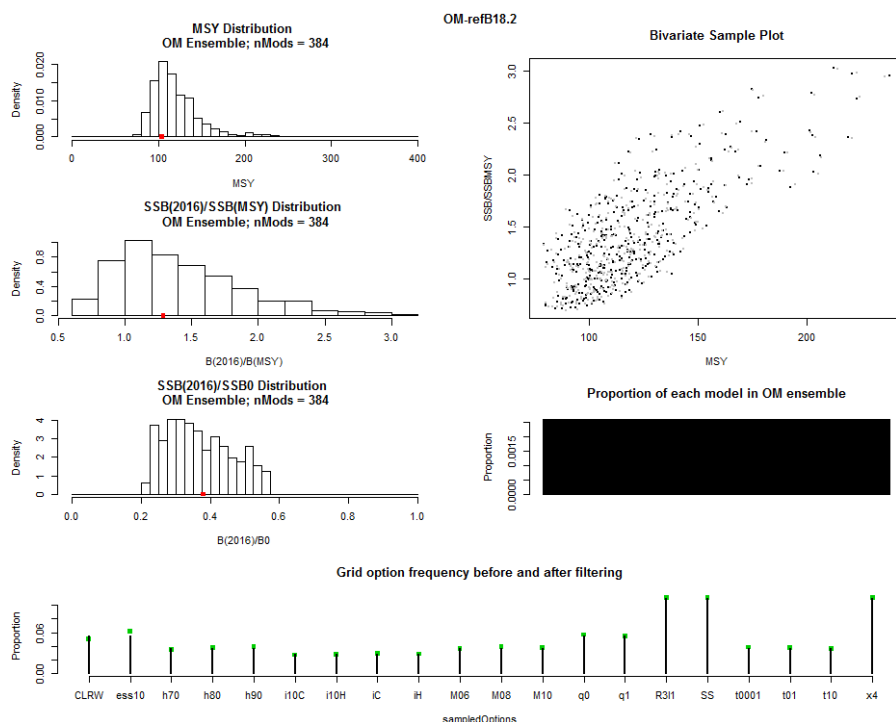 OM-refB18.2
MSY Distribution
OM Ensemble; nMods = 384
Density
0.000 0.010 0.020
0 100 200 300 400
MSY
SSB(2016)/SSB(MSY) Distribution
OM Ensemble; nMods = 384
Density
0.0 0.4 0.8
0.5 1.0 1.5 2.0 2.5 3.0
B(2016)/B(MSY)
SSB(2016)/SSB0 Distribution
OM Ensemble; nMods = 384
Density
0 1 2 3 4
0.0 0.2 0.4 0.6 0.8 1.0
B(2016)/B0
Bivariate Sample Plot
SSB/SSBMSY
1.0 1.5 2.0 2.5 3.0
100 150 200
MSY
Proportion of each model in OM ensemble
Proportion
0.0000 0.0015
Grid option frequency before and after filtering
Proportion
0.00 0.06
CLRW ess10 h70 h80 h90 i10C i10H iC iH M06 M08 M10 q0 q1 R3I1 SS t0001 t01 t10 x4
sampledOptions